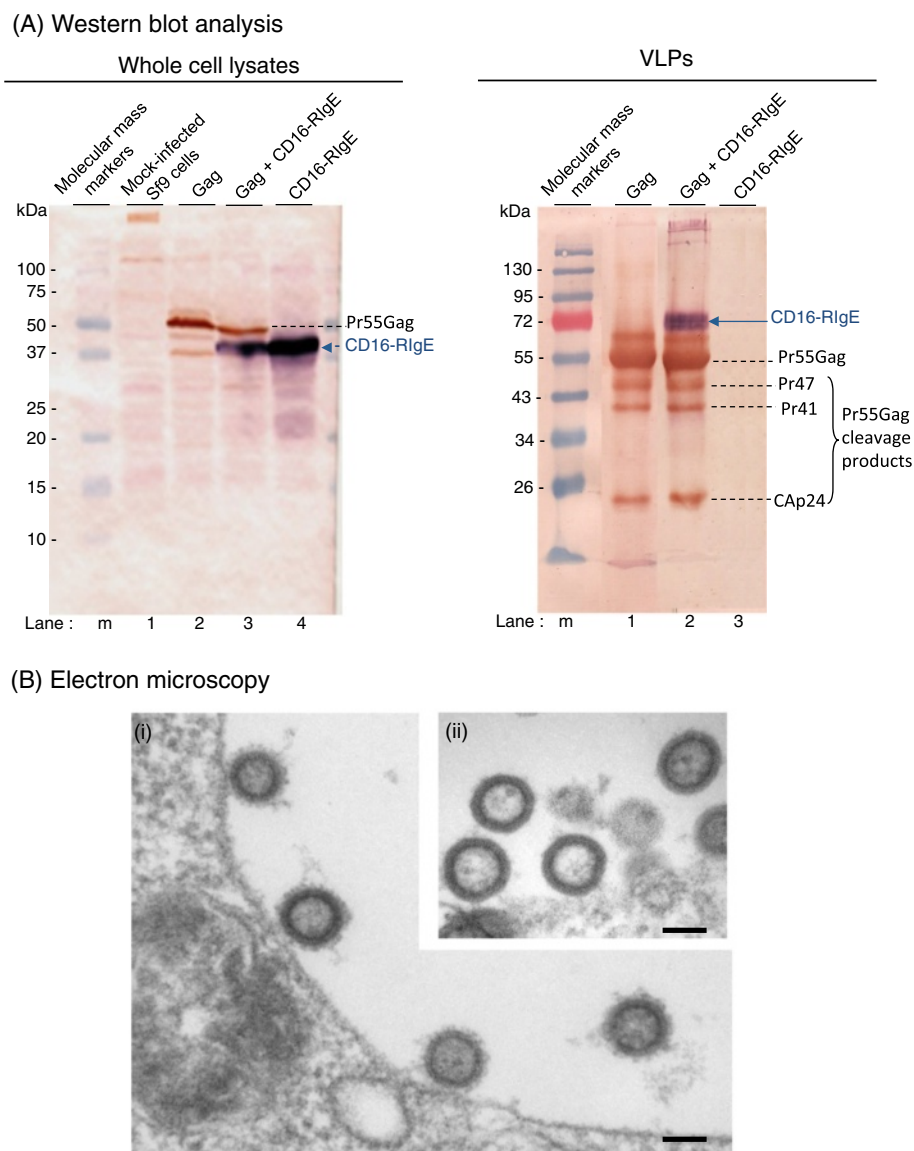 (A) Western blot analysis
Whole cell lysates
VLPs
Molecular mass
markers
Mock-infected
Sf9 cells
Gag
Gag + CD16-RIgE
CD16-RIgE
Molecular mass
markers
Gag
Gag + CD16-RIgE
CD16-RIgE
kDa
100 -
75 -
50 -
37 -
25 -
20 -
15 -
10 -
Pr55Gag
CD16-RIgE
Lane : m 1 2 3 4
kDa
130 -
95 -
72 -
55 -
43 -
34 -
26 -
CD16-RIgE
Pr55Gag
Pr47
Pr41
CAp24
Pr55Gag
cleavage
products
Lane : m 1 2 3
(B) Electron microscopy
(i)
(ii)